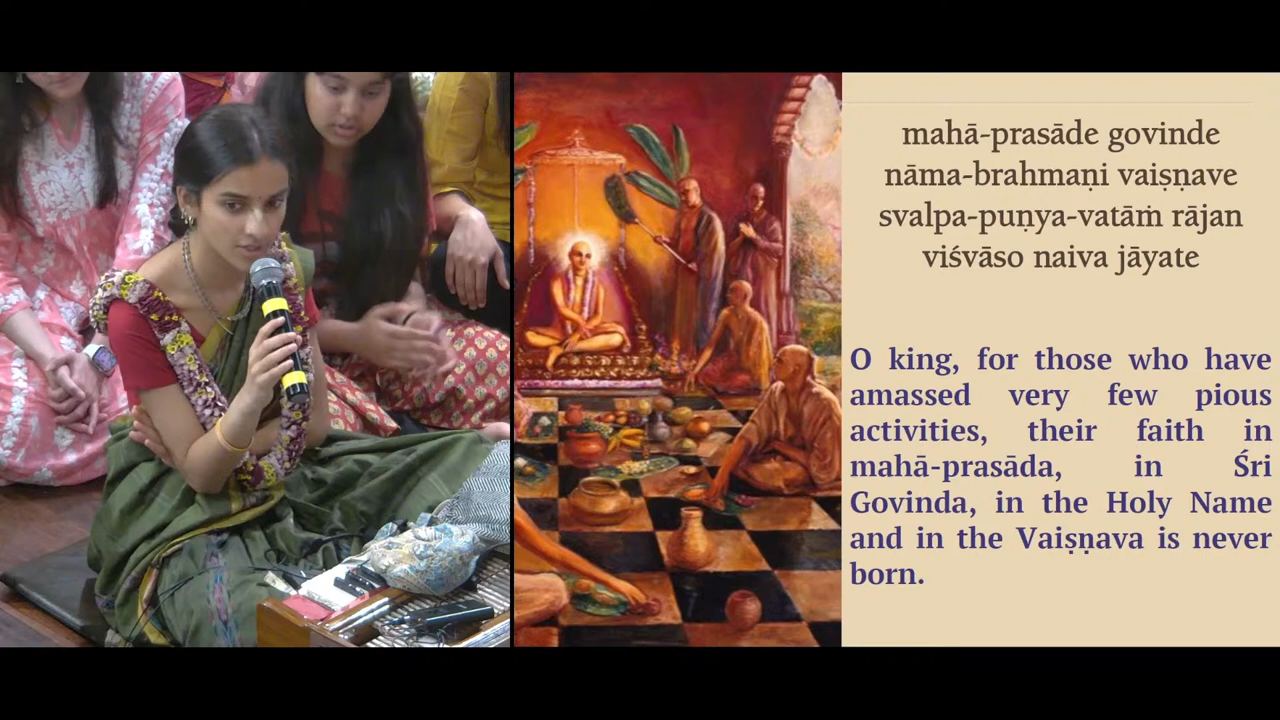 mahā-prasāde govinde
nāma-brahmaṇi vaiṣṇave
svalpa-puṇya-vatāṁ rājan
viśvāso naiva jāyate
O king, for those who have
amassed very few pious
activities, their faith in
mahā-prasāda, in Śri
Govinda, in the Holy Name
and in the Vaiṣṇava is never
born.